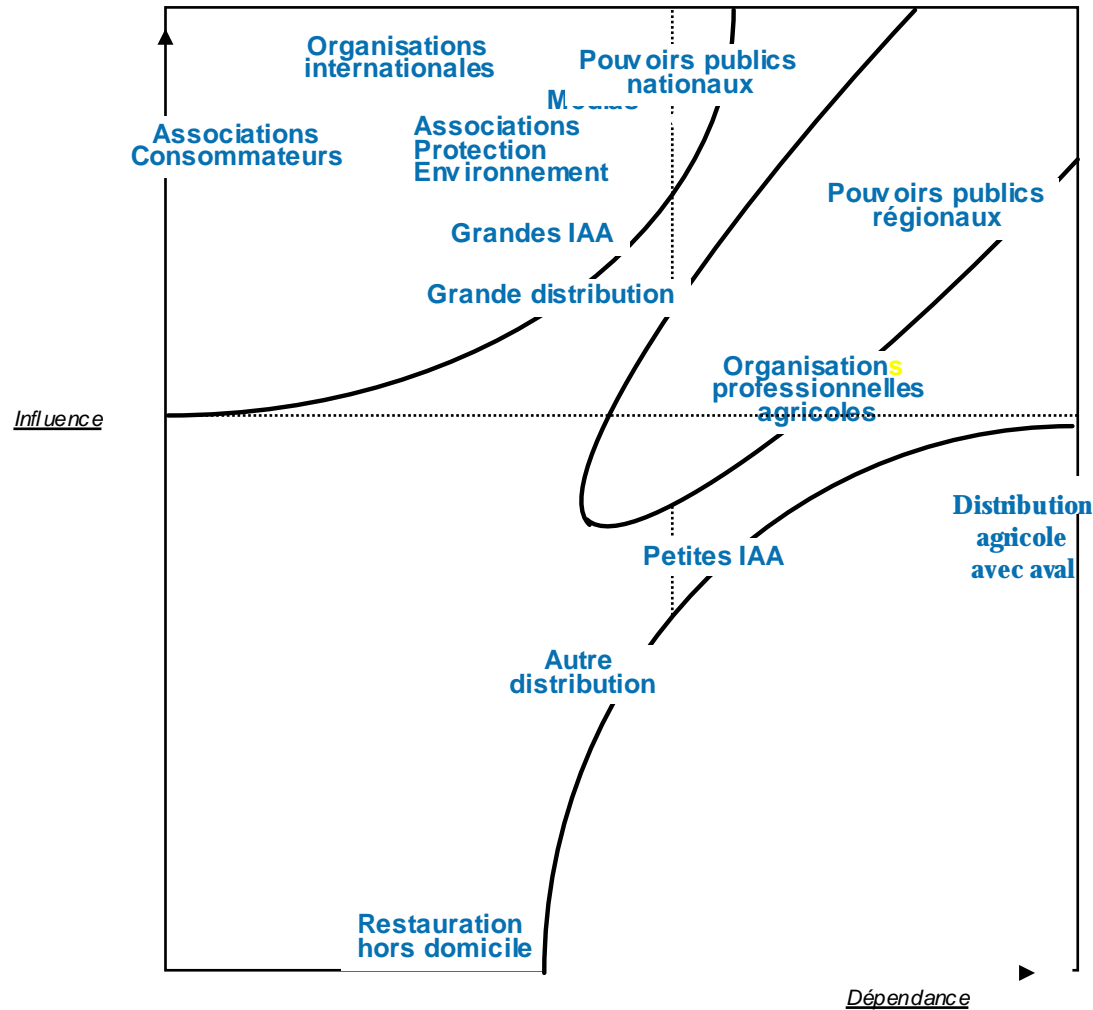 Organisations
internationales
Pouvoirs publics
nationaux
Médias
Associations
Consommateurs
Associations
Protection
Environnement
Pouvoirs publics
régionaux
Grandes IAA
Grande distribution
Organisations
professionnelles
agricoles
Influence
Distribution
agricole
avec aval
Petites IAA
Autre
distribution
Restauration
hors domicile
Dépendance